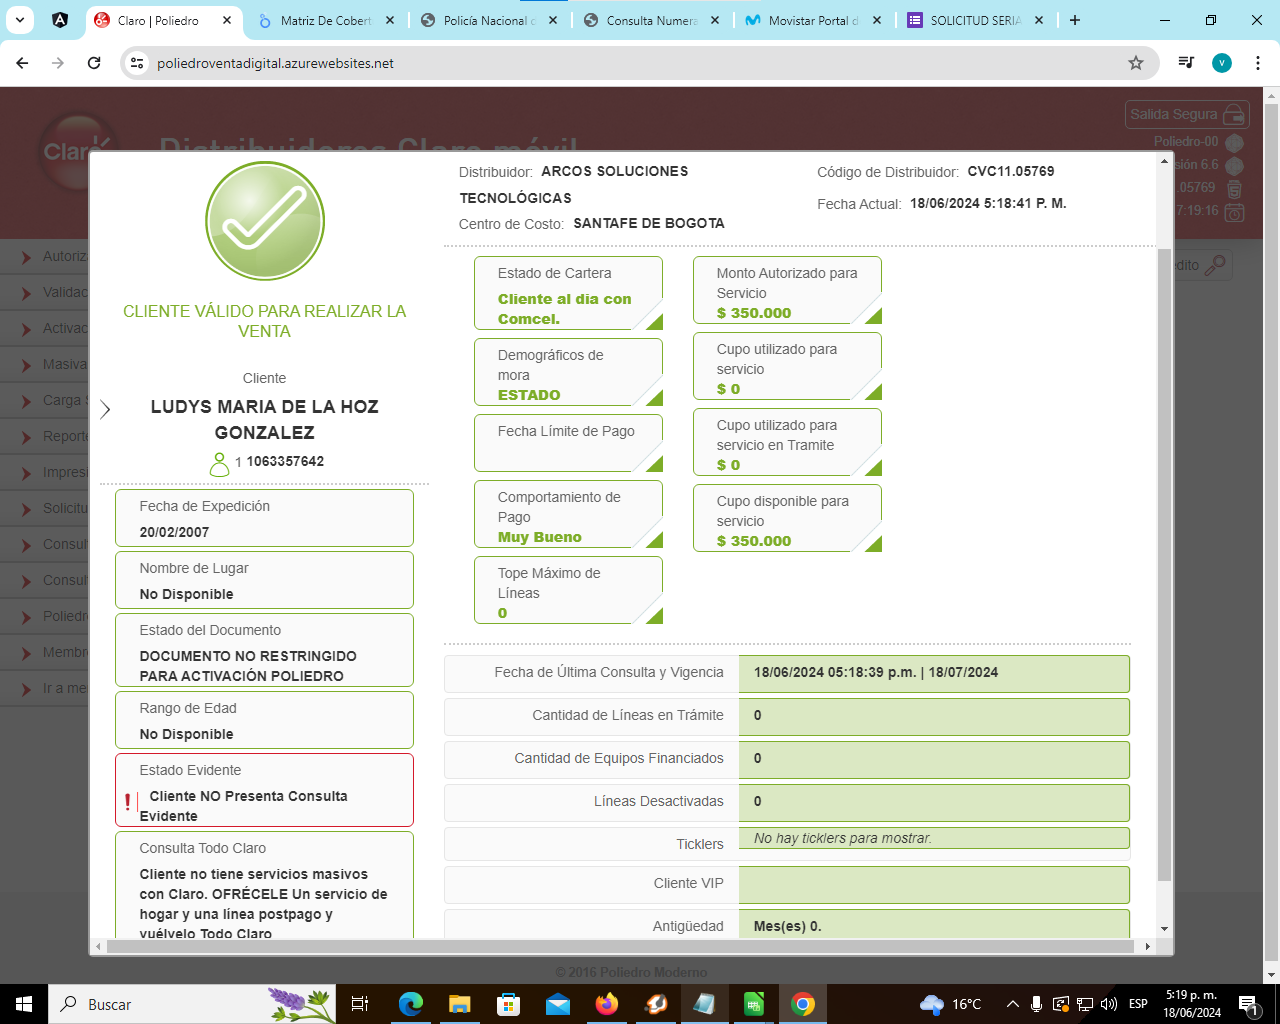 Claro | Poliedro
Matriz De Cobert
Policía Nacional d
Consulta Numera
Movistar Portal d
SOLICITUD SERIA
poliedroventadigital.azurewebsites.net
v
Claro
Distribuidores Claro móvil
Salida Segura
Poliedro-00
sión 6.6
.05769
7:19:16
Autoriz
Validac
Activac
Masiva
Carga S
Reporte
Impresi
Solicitu
Consul
Consul
Poliedr
Membr
Ir a me
édito
CLIENTE VÁLIDO PARA REALIZAR LA
VENTA
Cliente
LUDYS MARIA DE LA HOZ
GONZALEZ
1 1063357642
Fecha de Expedición
20/02/2007
Nombre de Lugar
No Disponible
Estado del Documento
DOCUMENTO NO RESTRINGIDO
PARA ACTIVACIÓN POLIEDRO
Rango de Edad
No Disponible
Estado Evidente
Cliente NO Presenta Consulta
Evidente
Consulta Todo Claro
Cliente no tiene servicios masivos
con Claro. OFRÉCELE Un servicio de
hogar y una línea postpago y
vuélvelo Todo Claro
Distribuidor: ARCOS SOLUCIONES
TECNOLÓGICAS
Centro de Costo: SANTAFE DE BOGOTA
Código de Distribuidor: CVC11.05769
Fecha Actual: 18/06/2024 5:18:41 P. M.
Estado de Cartera
Cliente al dia con
Comcel.
Demográficos de
mora
ESTADO
Fecha Límite de Pago
Comportamiento de
Pago
Muy Bueno
Tope Máximo de
Líneas
0
Monto Autorizado para
Servicio
$ 350.000
Cupo utilizado para
servicio
$ 0
Cupo utilizado para
servicio en Tramite
$ 0
Cupo disponible para
servicio
$ 350.000
Fecha de Última Consulta y Vigencia 18/06/2024 05:18:39 p.m. | 18/07/2024
Cantidad de Líneas en Trámite 0
Cantidad de Equipos Financiados 0
Líneas Desactivadas 0
Ticklers No hay ticklers para mostrar.
Cliente VIP
Antigüedad Mes(es) 0.
© 2016 Poliedro Moderno
Buscar
16°C
ESP
5:19 p. m.
18/06/2024
1